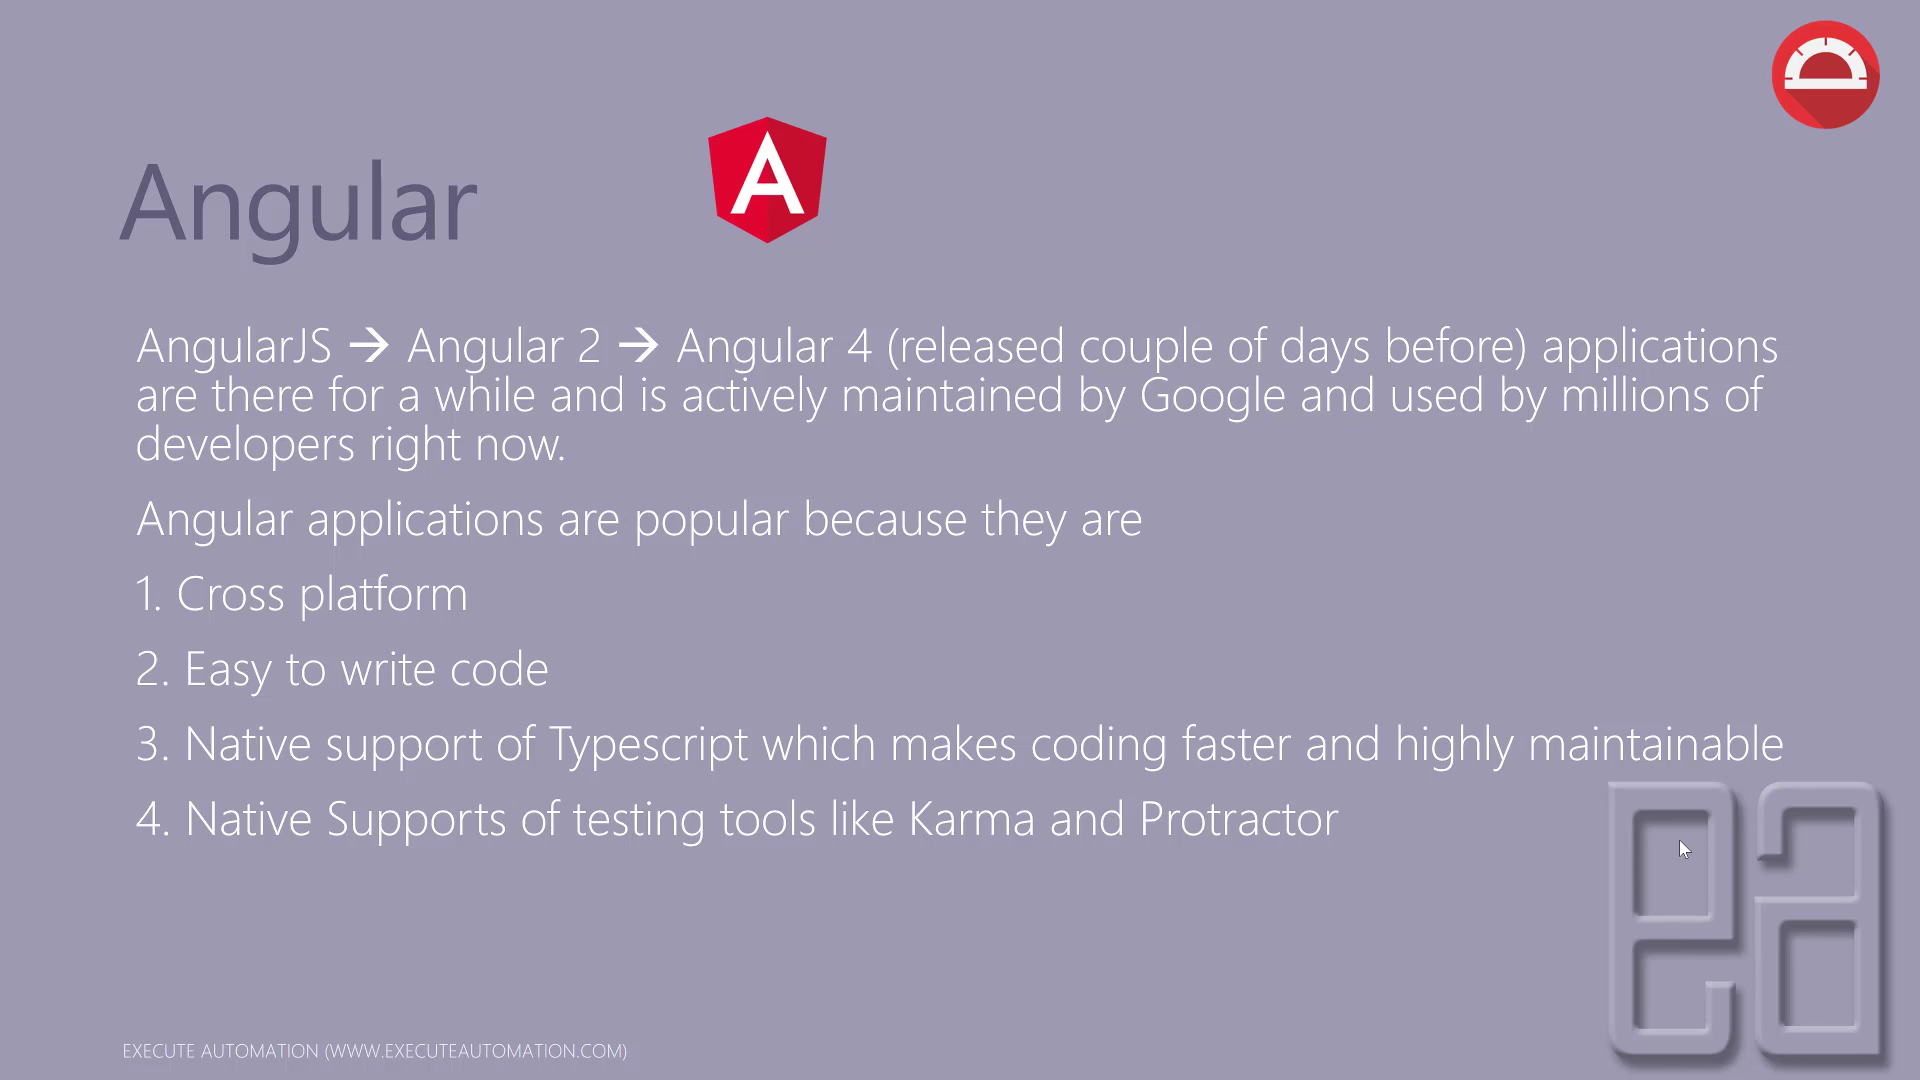 Angular
AngularJS → Angular 2 → Angular 4 (released couple of days before) applications
are there for a while and is actively maintained by Google and used by millions of
developers right now.
Angular applications are popular because they are
1. Cross platform
2. Easy to write code
3. Native support of Typescript which makes coding faster and highly maintainable
4. Native Supports of testing tools like Karma and Protractor
EXECUTE AUTOMATION (WWW.EXECUTEAUTOMATION.COM)